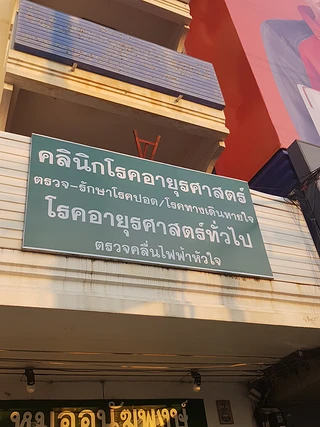 คลินิกโรคอายุรศาสตร์
ตรวจ-รักษาโรคปอด/โรคทางเดินหายใจ
โรคอายุรศาสตร์ทั่วไป
ตรวจคลื่นไฟฟ้าหัวใจ